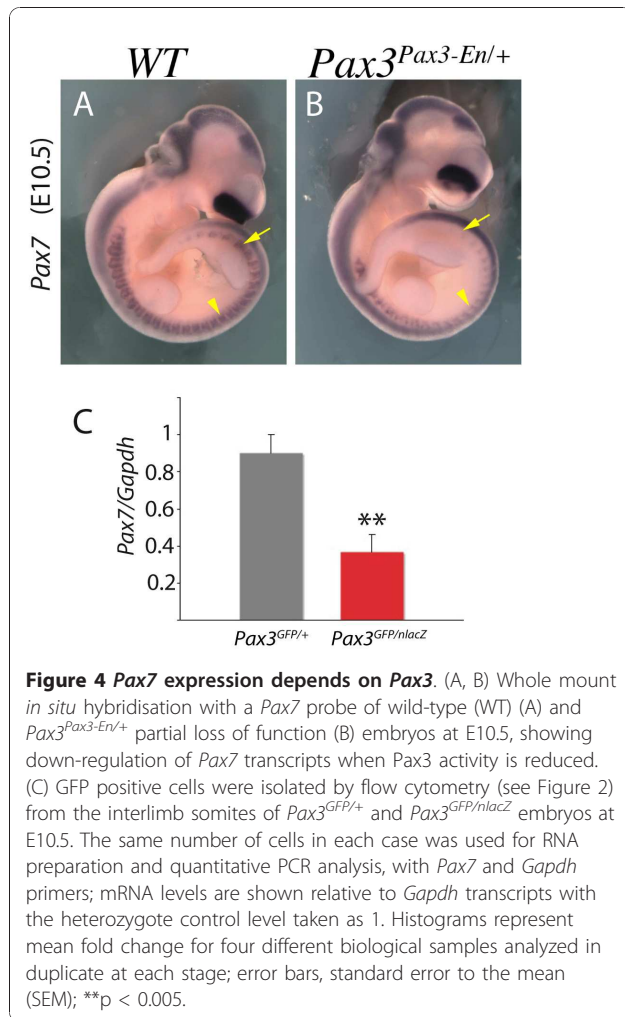 WT Pax3Pax3-En/+
A B
Pax7 (E10.5)
C
Pax7/Gapdh
1
0.8
0.6
0.4
0.2
**
Pax3GFP/+ Pax3GFP/nlacZ
Figure 4 Pax7 expression depends on Pax3. (A, B) Whole mount
in situ hybridisation with a Pax7 probe of wild-type (WT) (A) and
Pax3Pax3-En/+ partial loss of function (B) embryos at E10.5, showing
down-regulation of Pax7 transcripts when Pax3 activity is reduced.
(C) GFP positive cells were isolated by flow cytometry (see Figure 2)
from the interlimb somites of Pax3GFP/+ and Pax3GFP/nlacZ embryos at
E10.5. The same number of cells in each case was used for RNA
preparation and quantitative PCR analysis, with Pax7 and Gapdh
primers; mRNA levels are shown relative to Gapdh transcripts with
the heterozygote control level taken as 1. Histograms represent
mean fold change for four different biological samples analyzed in
duplicate at each stage; error bars, standard error to the mean
(SEM); **p < 0.005.